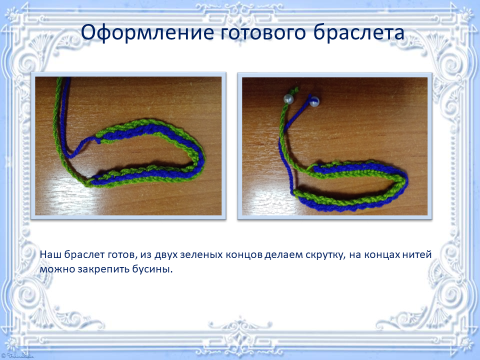 Оформление готового браслета
Наш браслет готов, из двух зеленых концов делаем скрутку, на концах нитей
можно закрепить бусины.